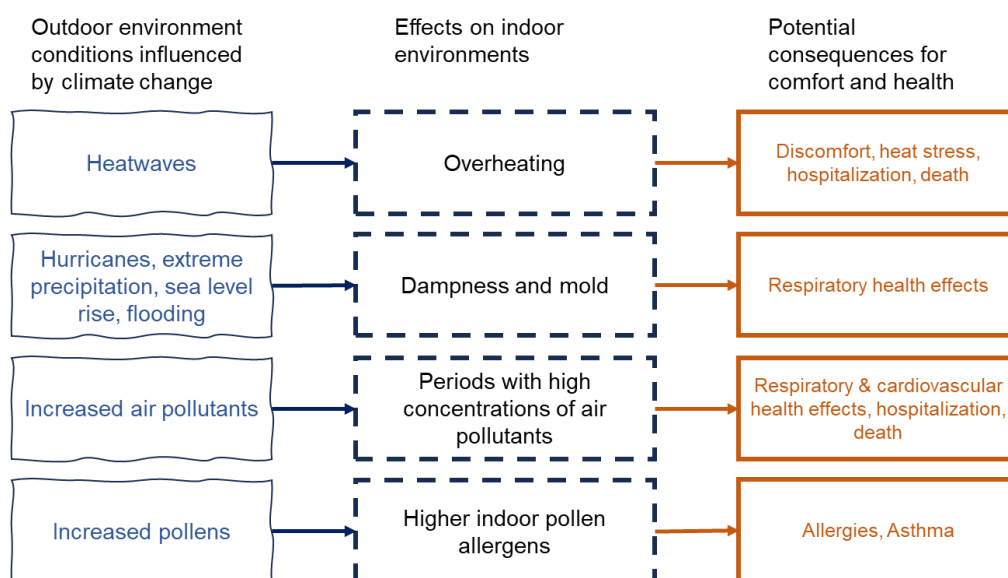 Outdoor environment
conditions influenced
by climate change
Effects on indoor
environments
Potential
consequences for
comfort and health
Heatwaves
Overheating
Discomfort, heat stress,
hospitalization, death
Hurricanes, extreme
precipitation, sea level
rise, flooding
Dampness and mold
Respiratory health effects
Increased air pollutants
Periods with high
concentrations of air
pollutants
Respiratory & cardiovascular
health effects, hospitalization,
death
Increased pollens
Higher indoor pollen
allergens
Allergies, Asthma